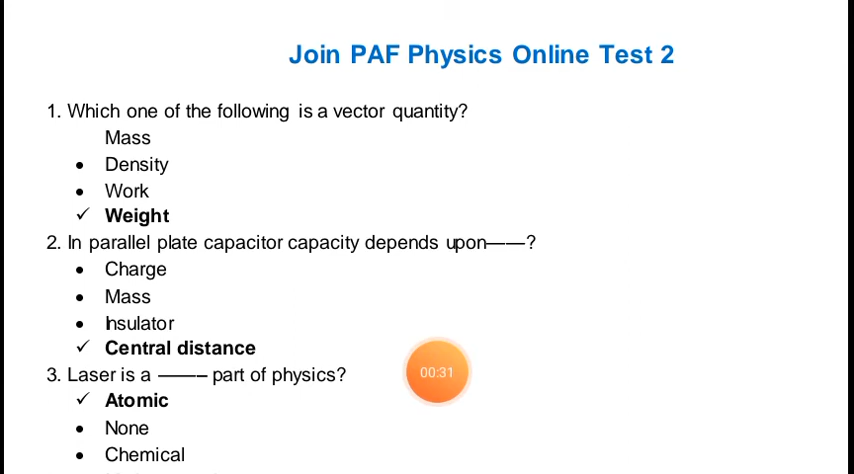 Join PAF Physics Online Test 2
1. Which one of the following is a vector quantity?
Mass
• Density
• Work
✓ Weight
2. In parallel plate capacitor capacity depends upon——?
• Charge
• Mass
• Insulator
✓ Central distance
3. Laser is a ——– part of physics?
00:31
✓ Atomic
• None
• Chemical